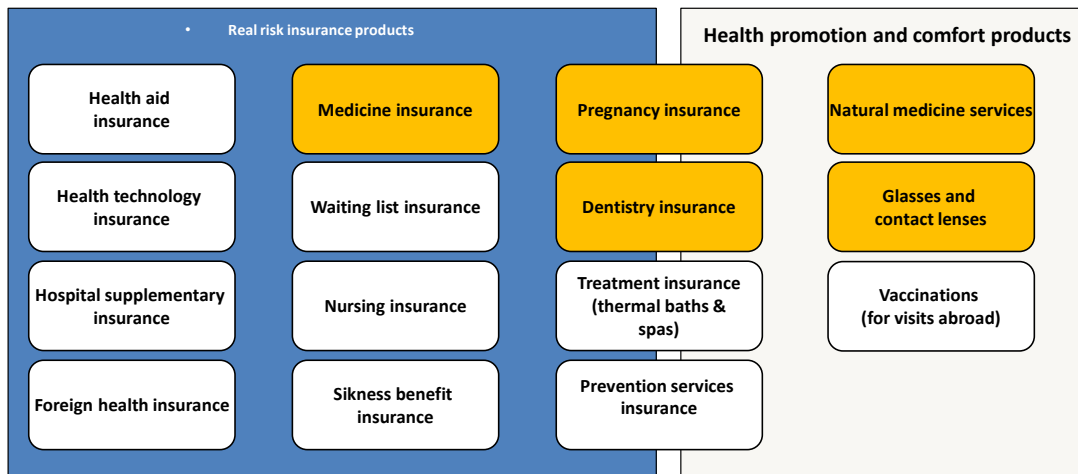 • Real risk insurance products
Health promotion and comfort products
Health aid
insurance
Medicine insurance
Pregnancy insurance
Natural medicine services
Health technology
insurance
Waiting list insurance
Dentistry insurance
Glasses and
contact lenses
Hospital supplementary
insurance
Nursing insurance
Treatment insurance
(thermal baths &
spas)
Vaccinations
(for visits abroad)
Foreign health insurance
Sikness benefit
insurance
Prevention services
insurance